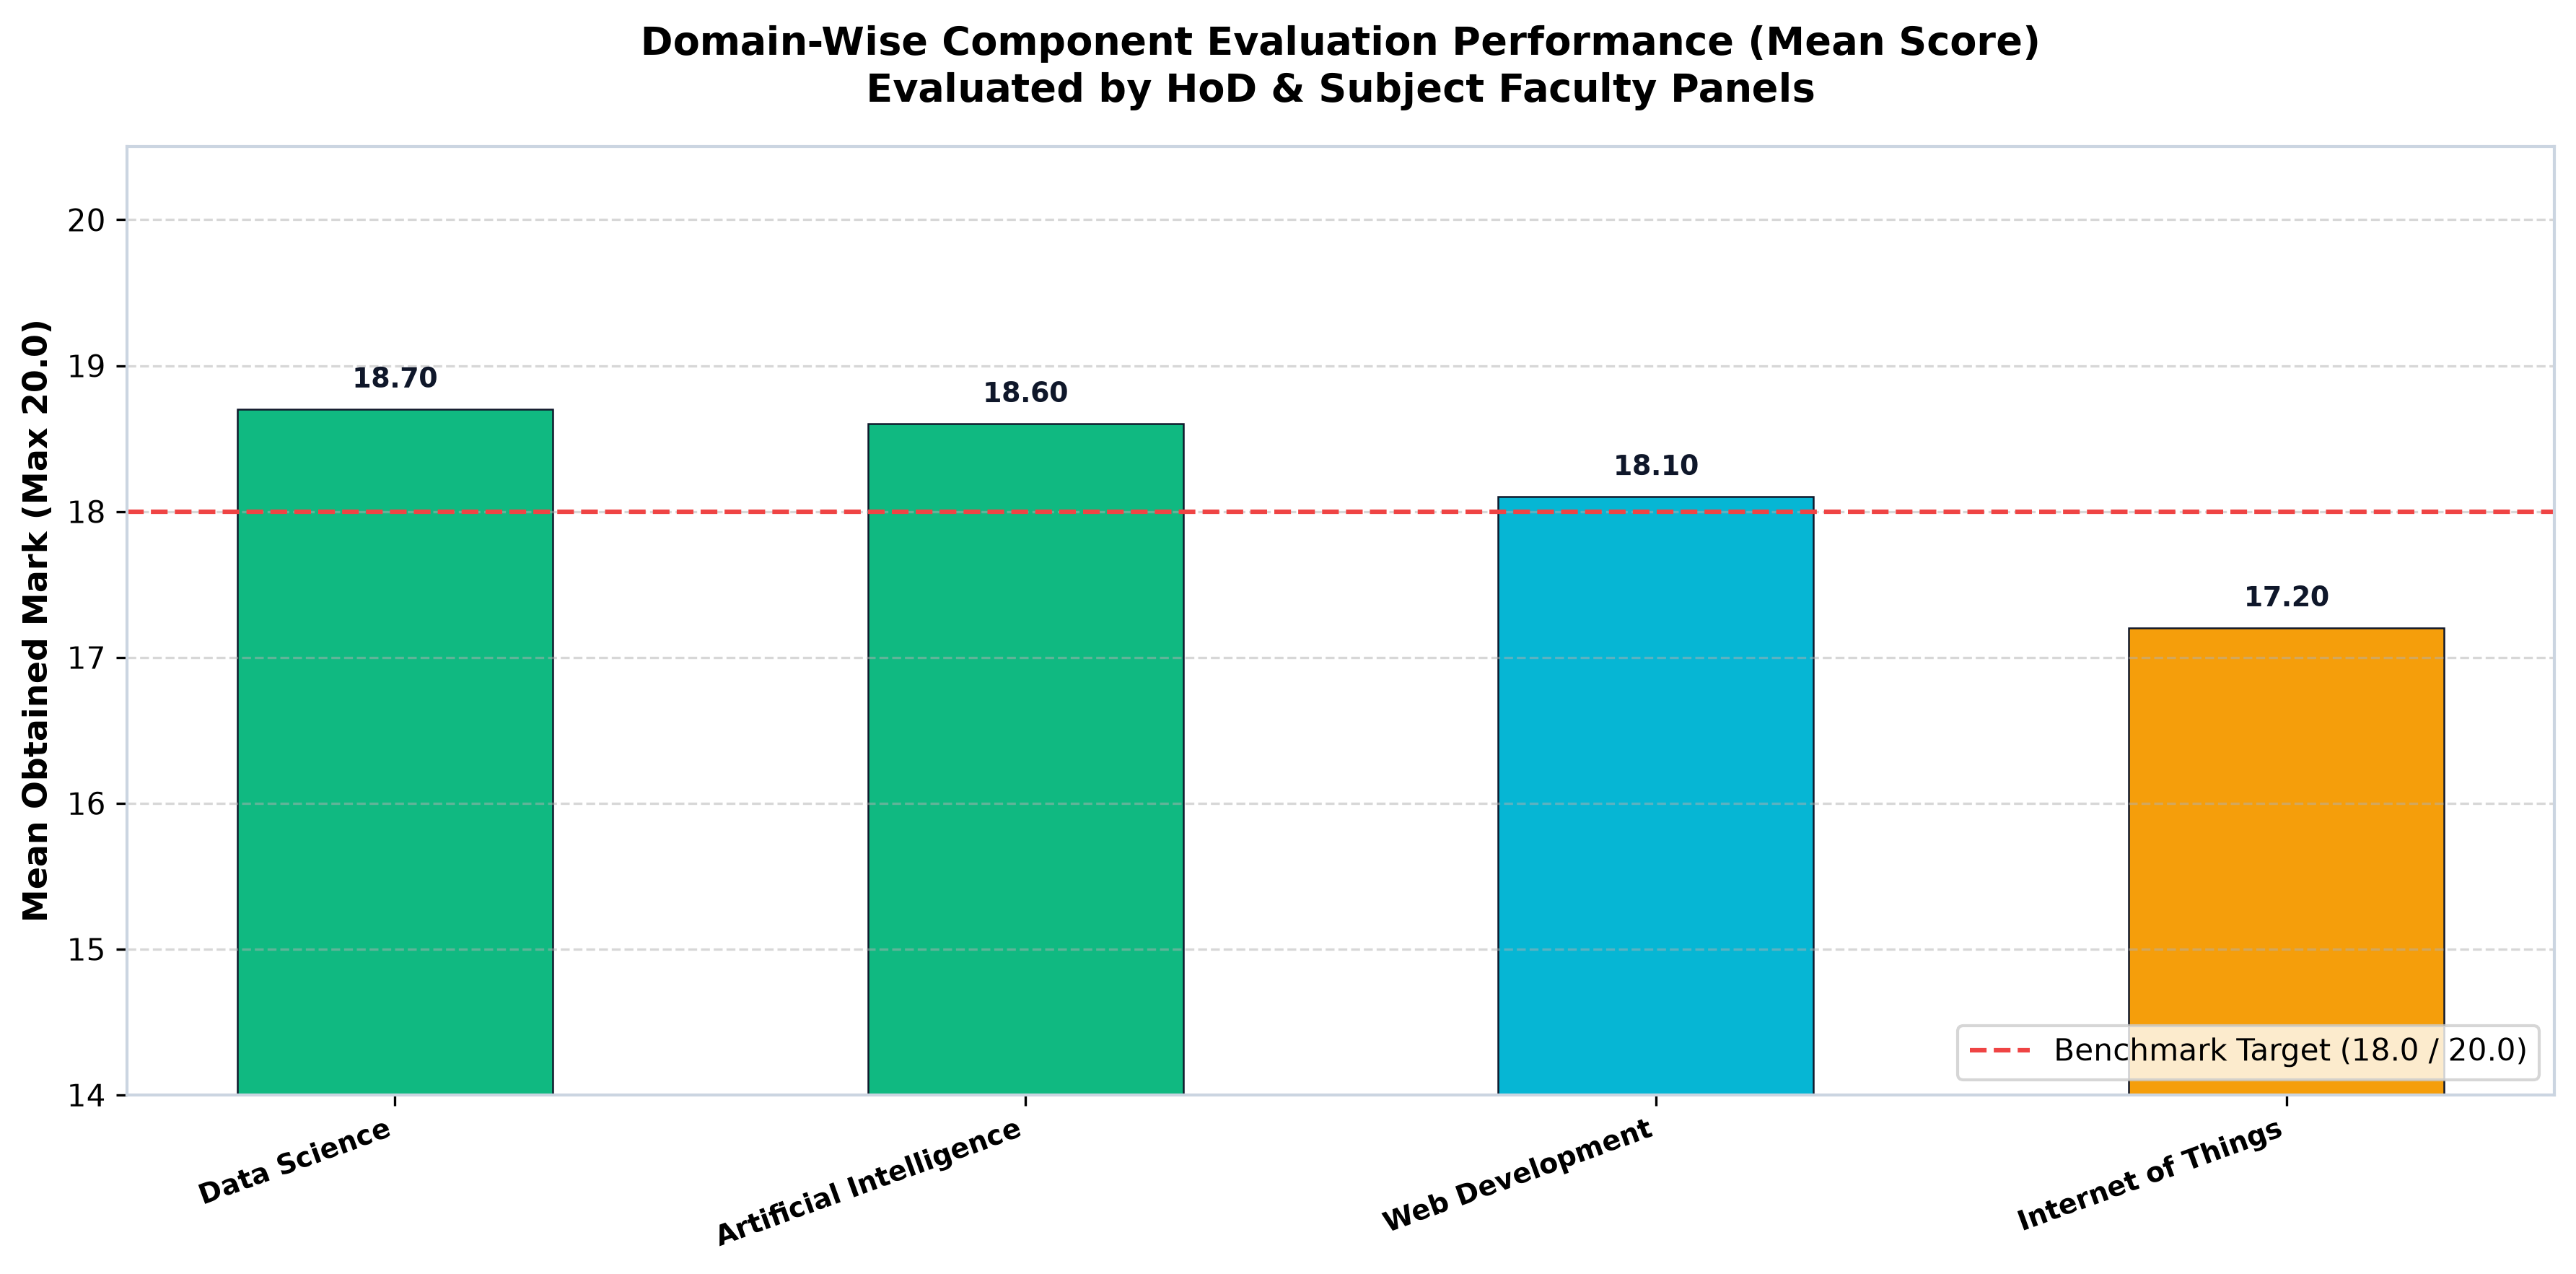 Domain-Wise Component Evaluation Performance (Mean Score)
Evaluated by HoD & Subject Faculty Panels
Mean Obtained Mark (Max 20.0)
20
19
18
17
16
15
14
18.70
18.60
18.10
17.20
Benchmark Target (18.0 / 20.0)
Data Science
Artificial Intelligence
Web Development
Internet of Things